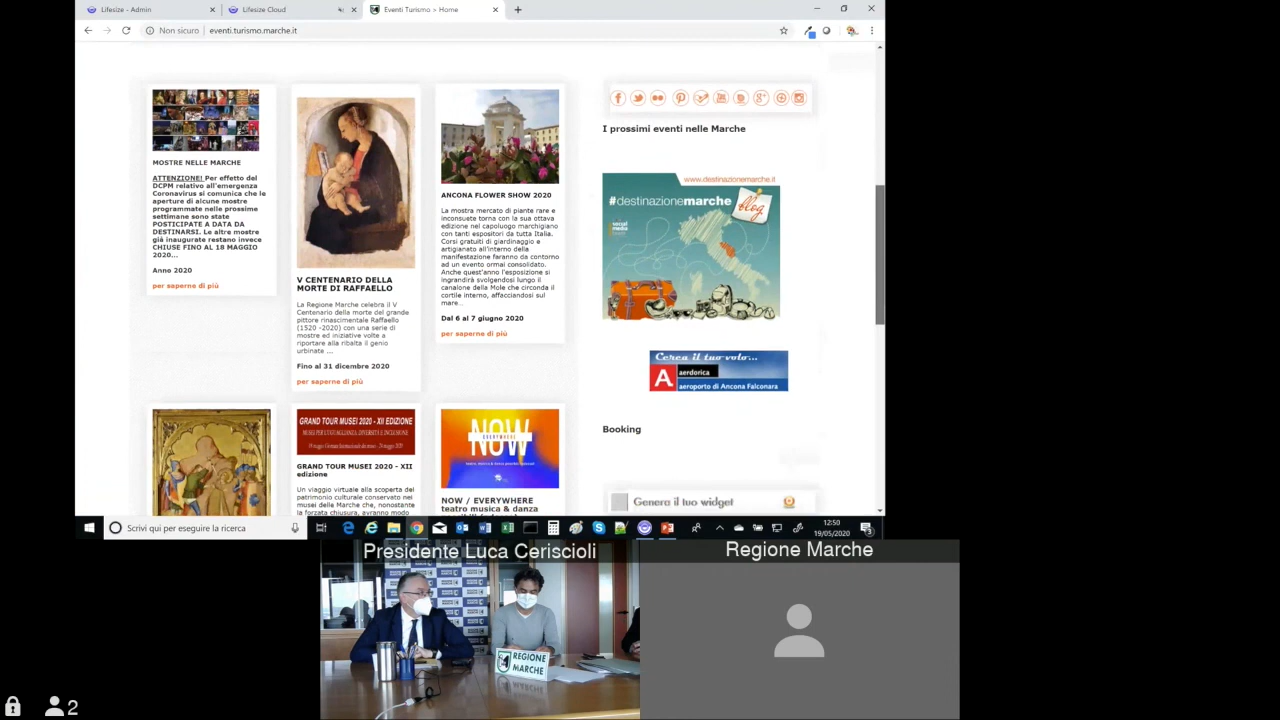 Lifesize - Admin
Lifesize Cloud
Eventi Turismo > Home
Non sicuro
eventi.turismo.marche.it
MOSTRE NELLE MARCHE
ATTENZIONE! Per effetto del
DCPM relativo all'emergenza
Coronavirus si comunica che le
aperture di alcune mostre
programmate nelle prossime
settimane sono state
POSTICIPATE A DATA DA
DESTINARSI. Le altre mostre
già inaugurate restano invece
CHIUSE FINO AL 18 MAGGIO
2020...
Anno 2020
per saperne di più
V CENTENARIO DELLA
MORTE DI RAFFAELLO
La Regione Marche celebra il V
Centenario della morte del grande
pittore rinascimentale Raffaello
(1520 -2020) con una serie di
mostre ed iniziative volte a
riportare alla ribalta il genio
urbinate ...
Fino al 31 dicembre 2020
per saperne di più
ANCONA FLOWER SHOW 2020
La mostra mercato di piante rare e
inconsuete torna con la sua ottava
edizione nel capoluogo marchigiano
con tanti espositori da tutta Italia.
Corsi gratuiti di giardinaggio e
artigianato all'interno della
manifestazione faranno da contorno
ad un evento ormai consolidato.
Anche quest'anno l'esposizione si
ingrandirà svolgendosi lungo il
canalone della Mole che circonda il
cortile interno, affacciandosi sul
mare...
Dal 6 al 7 giugno 2020
per saperne di più
I prossimi eventi nelle Marche
www.destinazionemarche.it
#destinazionemarche
blog
social
media
Cerca il tuo volo...
A aerdorica
aeroporto di Ancona Falconara
Booking
Genera il tuo widget
GRAND TOUR MUSEI 2020 - XII EDIZIONE
MUSEI PER L'UGUAGLIANZA: DIVERSITÀ E INCLUSIONE
GRAND TOUR MUSEI 2020 - XII
edizione
Un viaggio virtuale alla scoperta del
patrimonio culturale conservato nei
musei delle Marche che, nonostante
la forzata chiusura, avranno modo
NOW
EVERYWHERE
NOW / EVERYWHERE
teatro musica & danza
Scrivi qui per eseguire la ricerca
12:50
19/05/2020
Presidente Luca Ceriscioli
Regione Marche
REGIONE
MARCHE
2